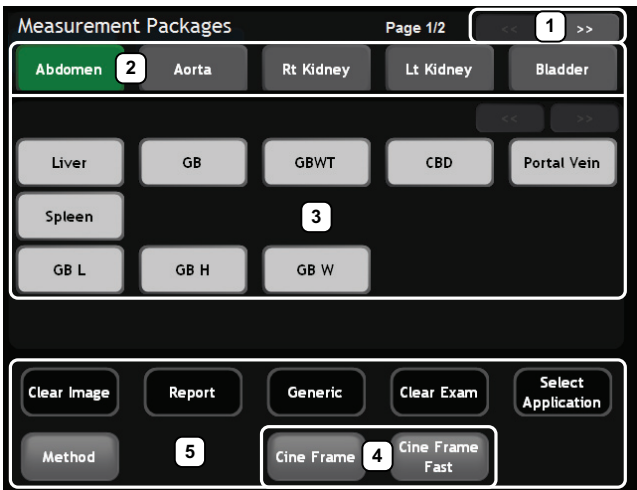 Measurement Packages Page 1/2 << 1 >>
Abdomen 2 Aorta Rt Kidney Lt Kidney Bladder
<< >>
Liver GB GBWT CBD Portal Vein
Spleen 3
GB L GB H GB W
Clear Image Report Generic Clear Exam Select Application
Method 5 Cine Frame 4 Cine Frame Fast